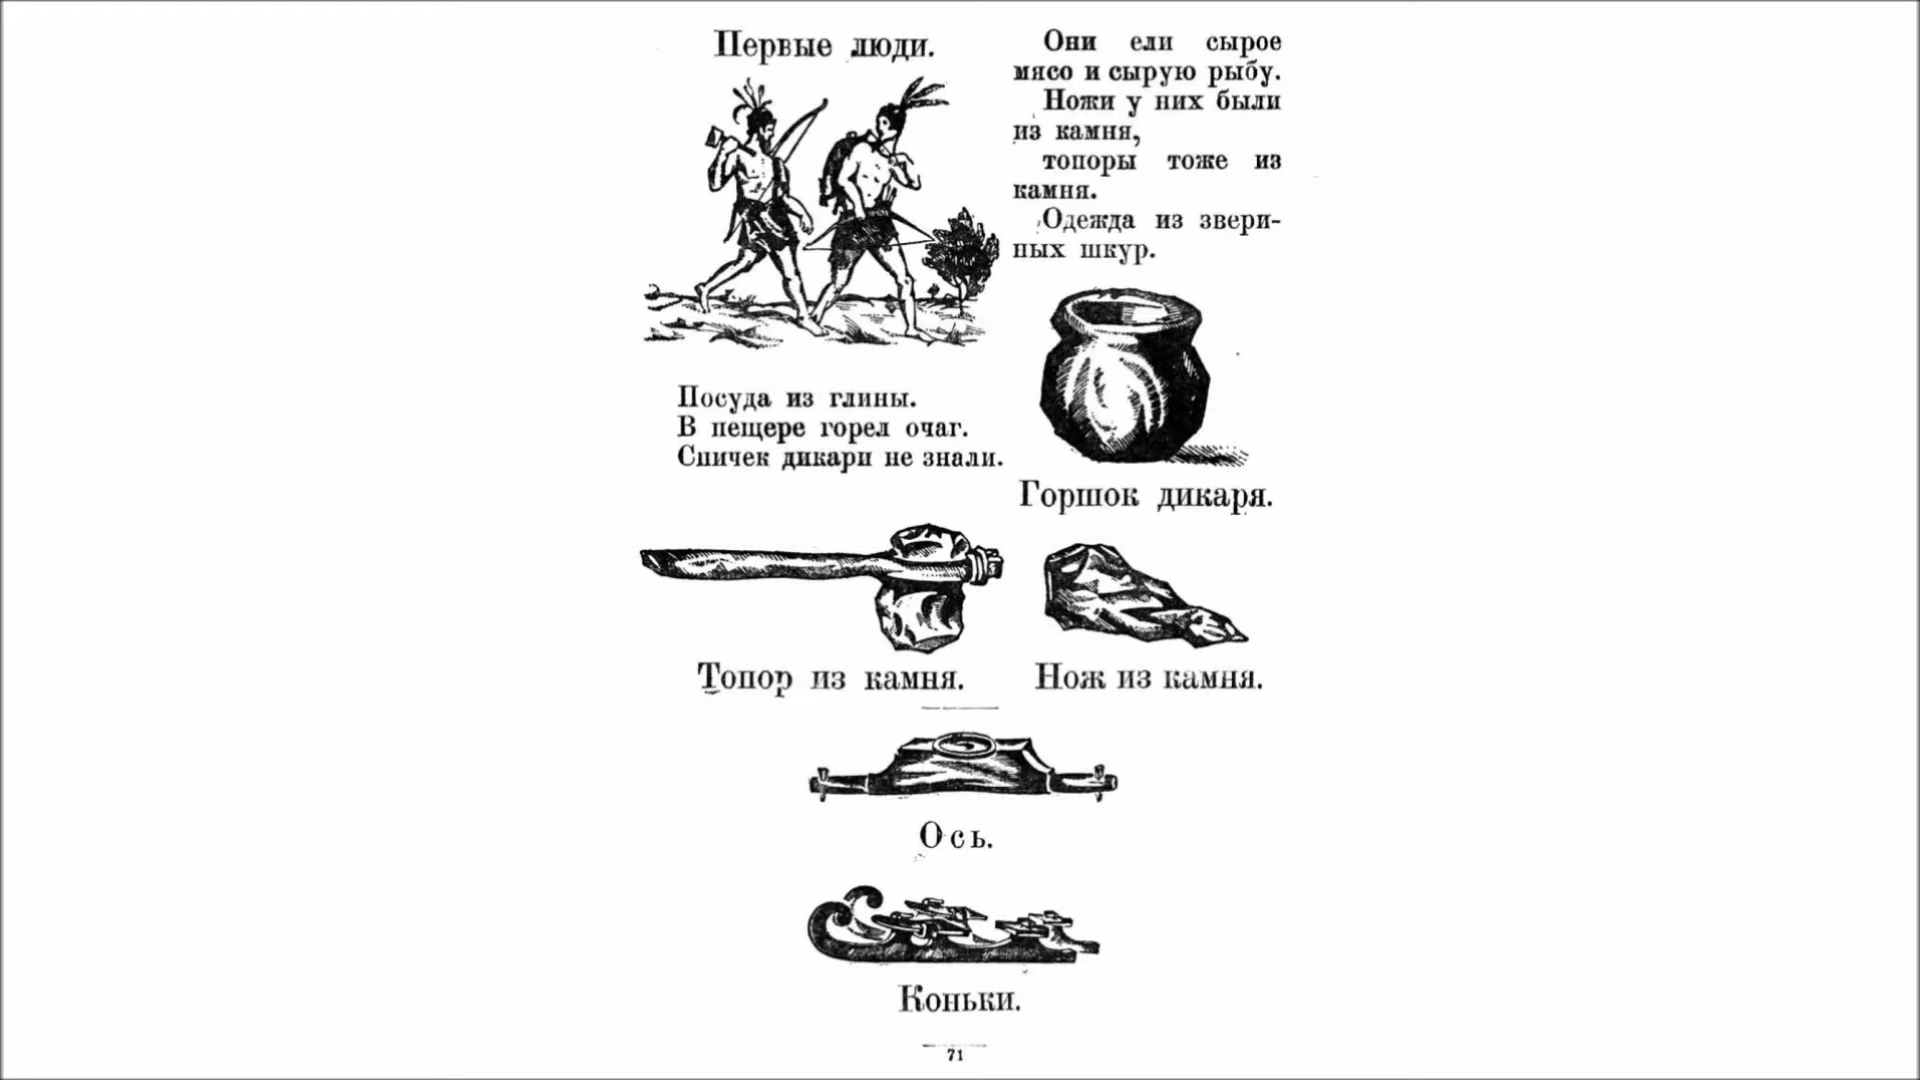 Первые люди.
Они ели сырое
мясо и сырую рыбу.
Ножи у них были
из камня,
топоры тоже из
камня.
Одежда из звери-
ных шкур.
Посуда из глины.
В пещере горел очаг.
Спичек дикари не знали.
Горшок дикаря.
Топор из камня.
Нож из камня.
Ось.
Коньки.
71